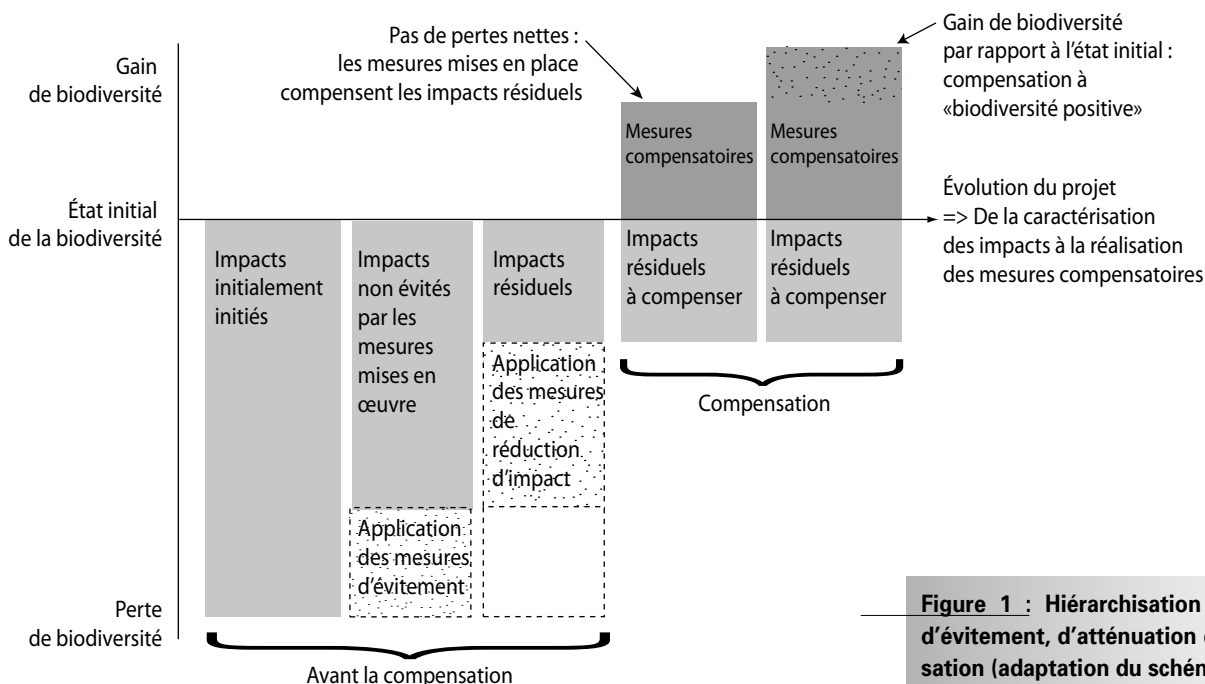 Pas de pertes nettes :
les mesures mises en place
compensent les impacts résiduels
Gain de biodiversité
par rapport à l'état initial :
compensation à
«biodiversité positive»
Gain
de biodiversité
Mesures
compensatoires
Mesures
compensatoires
État initial
de la biodiversité
Évolution du projet
=> De la caractérisation
des impacts à la réalisation
des mesures compensatoires
Impacts
initialement
initiés
Impacts
non évités
par les
mesures
mises en
œuvre
Impacts
résiduels
Impacts
résiduels
à compenser
Impacts
résiduels
à compenser
Application
des mesures
de
réduction
d'impact
Compensation
Application
des mesures
d'évitement
Perte
de biodiversité
Avant la compensation
Figure 1 : Hiérarchisation
d'évitement, d'atténuation
sation (adaptation du